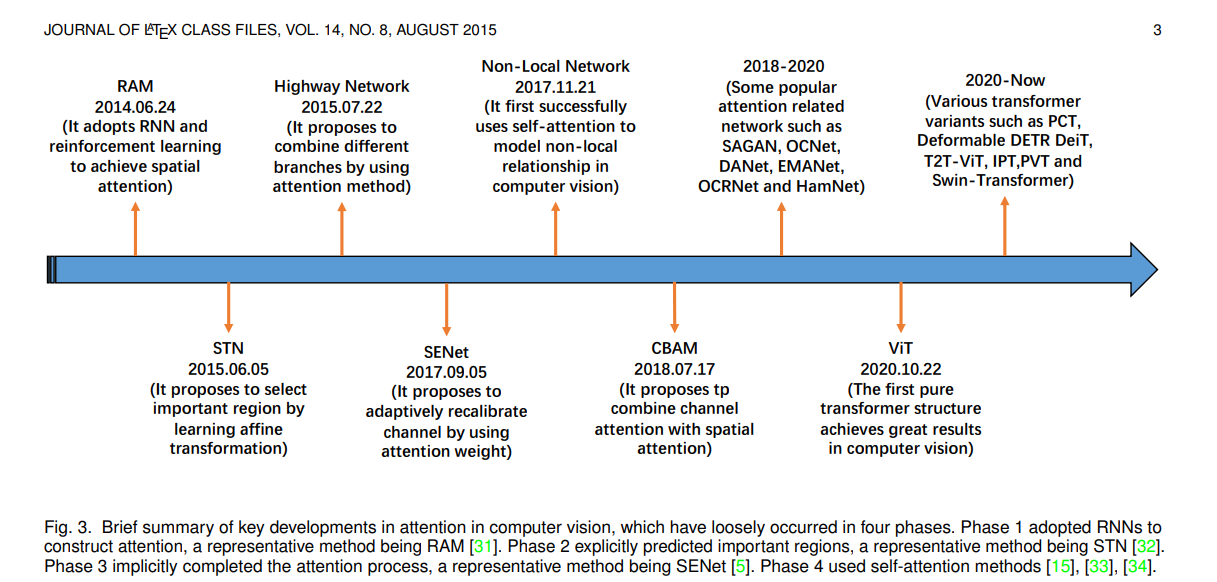 JOURNAL OF LATEX CLASS FILES, VOL. 14, NO. 8, AUGUST 2015
3
RAM
2014.06.24
(It adopts RNN and
reinforcement learning
to achieve spatial
attention)
Highway Network
2015.07.22
(It proposes to
combine different
branches by using
attention method)
Non-Local Network
2017.11.21
(It first successfully
uses self-attention to
model non-local
relationship in
computer vision)
2018-2020
(Some popular
attention related
network such as
SAGAN, OCNet,
DANet, EMANet,
OCRNet and HamNet)
2020-Now
(Various transformer
variants such as PCT,
Deformable DETR DeiT,
T2T-ViT, IPT,PVT and
Swin-Transformer)
STN
2015.06.05
(It proposes to select
important region by
learning affine
transformation)
SENet
2017.09.05
(It proposes to
adaptively recalibrate
channel by using
attention weight)
CBAM
2018.07.17
(It proposes tp
combine channel
attention with spatial
attention)
ViT
2020.10.22
(The first pure
transformer structure
achieves great results
in computer vision)
Fig. 3. Brief summary of key developments in attention in computer vision, which have loosely occurred in four phases. Phase 1 adopted RNNs to
construct attention, a representative method being RAM [31]. Phase 2 explicitly predicted important regions, a representative method being STN [32].
Phase 3 implicitly completed the attention process, a representative method being SENet [5]. Phase 4 used self-attention methods [15], [33], [34].